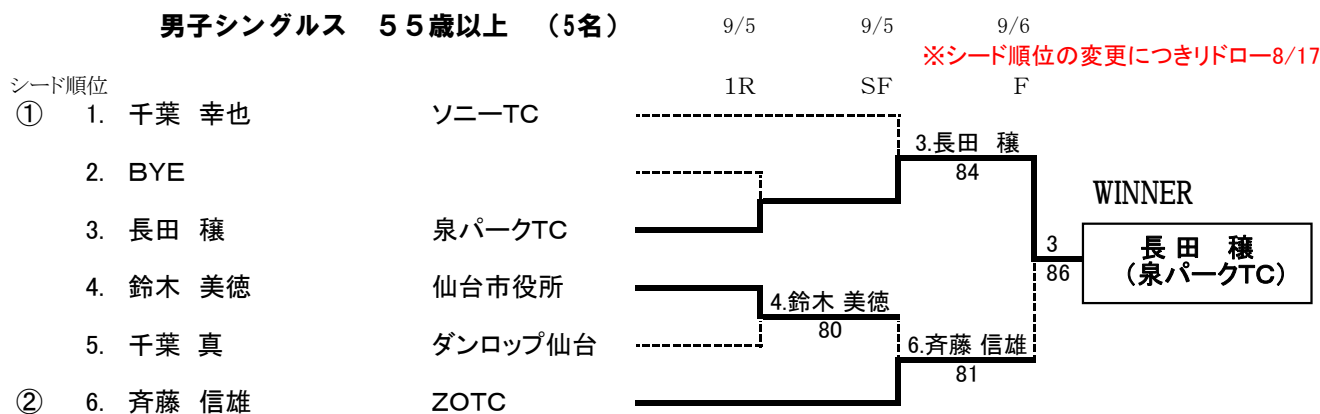 男子シングルス ５５歳以上 （5名） 9/5 9/5 9/6
※シード順位の変更につきリドロー8/17
シード順位 1R SF F
① 1. 千葉 幸也 ソニーTC
3.長田 穣
84
2. BYE
WINNER
3. 長田 穣 泉パークTC
3
86
長 田 穣
（泉パークTC）
4. 鈴木 美徳 仙台市役所
4.鈴木 美徳
80
5. 千葉 真 ダンロップ仙台
6.斉藤 信雄
81
② 6. 斉藤 信雄 ZOTC